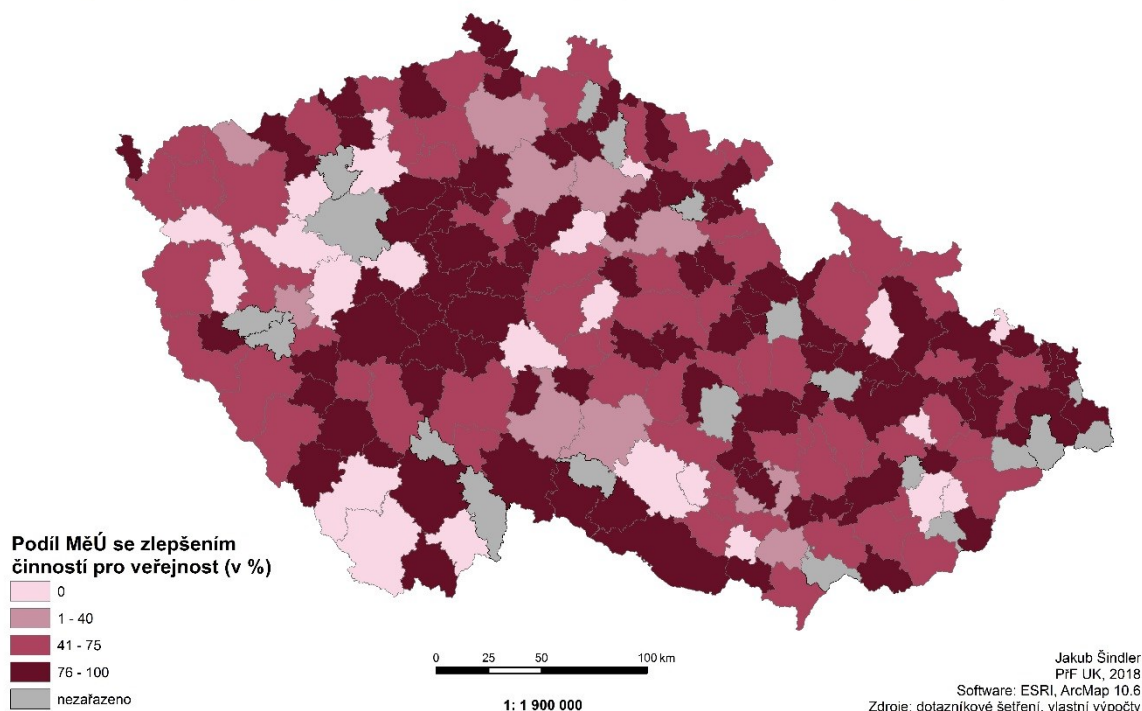 Podíl MěÚ se zlepšením
činností pro veřejnost (v %)
0
1 - 40
41 - 75
76 - 100
nezařazeno
0 25 50 100 km
1: 1 900 000
Jakub Šindler
PřF UK, 2018
Software: ESRI, ArcMap 10.6
Zdroje: dotazníkové šetření, vlastní výpočty